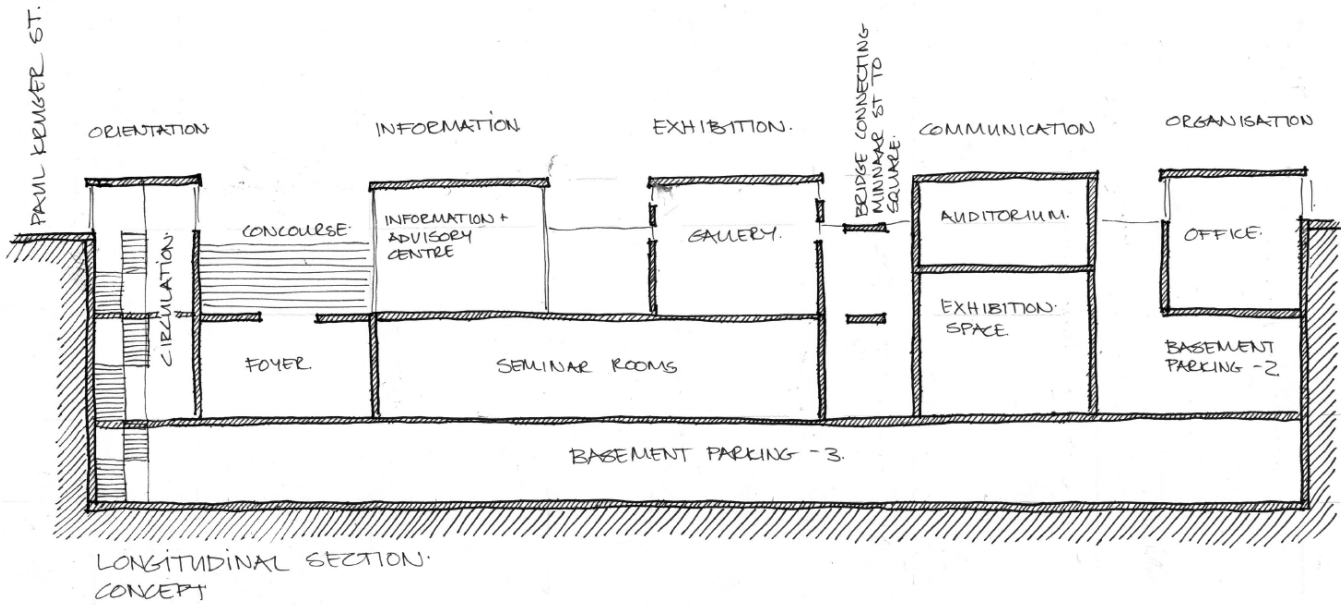 PAUL KRUGER ST.
ORIENTATION
INFORMATION
EXHIBITION.
BRIDGE CONNECTING
MINNAAR ST TO
SQUARE.
COMMUNICATION
ORGANISATION
CIRCULATION.
CONCOURSE.
INFORMATION +
ADVISORY
CENTRE
GALLERY.
AUDITORIUM.
OFFICE.
EXHIBITION.
SPACE.
FOYER.
SEMINAR ROOMS
BASEMENT
PARKING -2
BASEMENT PARKING -3.
LONGITUDINAL SECTION.
CONCEPT